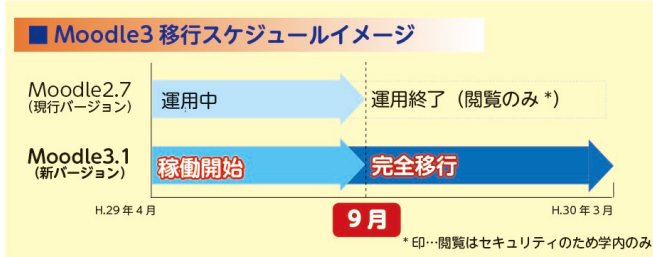 ■ Moodle3 移行スケジュールイメージ
Moodle2.7
(現行バージョン)
運用中
運用終了（閲覧のみ *）
Moodle3.1
(新バージョン)
稼働開始
完全移行
H.29 年 4 月
9月
H.30 年 3 月
* 印…閲覧はセキュリティのため学内のみ